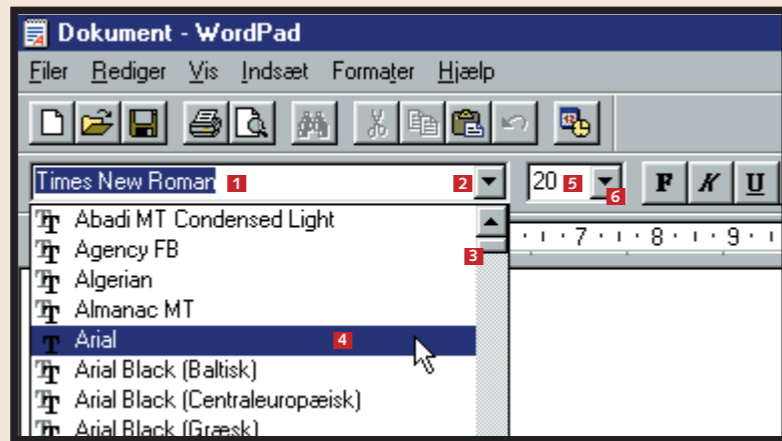 Dokument - WordPad
Filer Rediger Vis Indsæt Formater Hjælp
12
Times New Roman 1 2 20 5 6 F K U
Abadi MT Condensed Light
3
· ı · 7 · ı · 8 · ı · 9 · ı
Agency FB
Algerian
Almanac MT
Arial 4
Arial Black (Baltisk)
Arial Black (Centraleuropæisk)
Arial Black (Græsk)